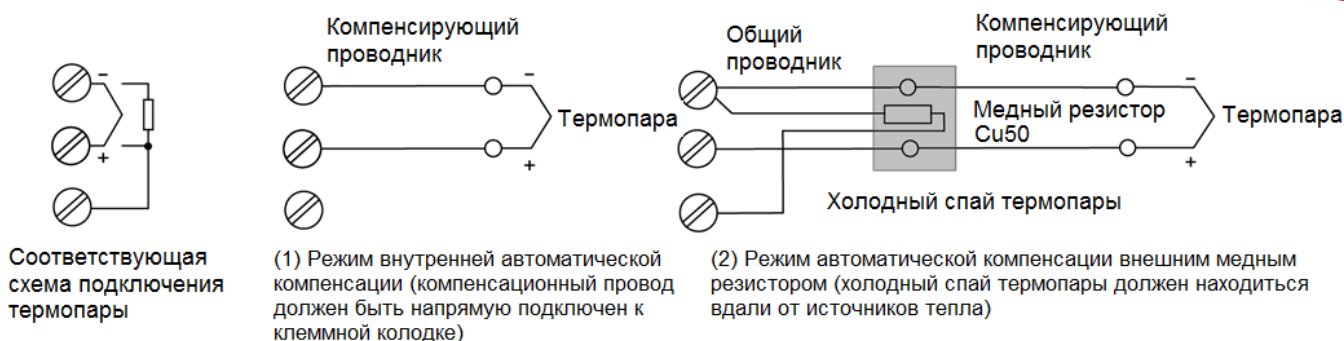 Компенсирующий
проводник
Общий
проводник
Компенсирующий
проводник
-
+
-
+
Термопара
Медный резистор
Cu50
-
+
Термопара
Холодный спай термопары
Соответствующая
схема подключения
термопары
(1) Режим внутренней автоматической
компенсации (компенсационный провод
должен быть напрямую подключен к
клеммной колодке)
(2) Режим автоматической компенсации внешним медным
резистором (холодный спай термопары должен находиться
вдали от источников тепла)